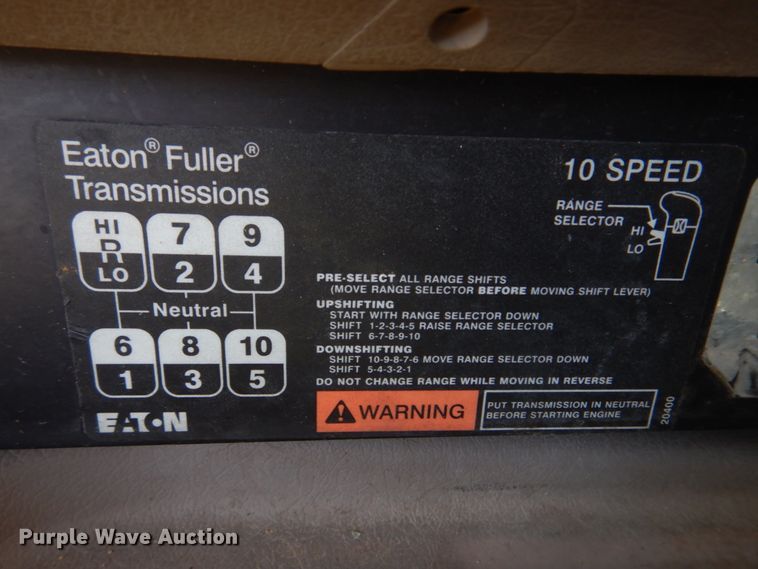 Eaton® Fuller®
Transmissions
10 SPEED
RANGE
SELECTOR
HI
LO
HI
R
LO
7
2
9
4
Neutral
6
1
8
3
10
5
PRE-SELECT ALL RANGE SHIFTS
(MOVE RANGE SELECTOR BEFORE MOVING SHIFT LEVER)
UPSHIFTING
START WITH RANGE SELECTOR DOWN
SHIFT 1-2-3-4-5 RAISE RANGE SELECTOR
SHIFT 6-7-8-9-10
DOWNSHIFTING
SHIFT 10-9-8-7-6 MOVE RANGE SELECTOR DOWN
SHIFT 5-4-3-2-1
DO NOT CHANGE RANGE WHILE MOVING IN REVERSE
WARNING
PUT TRANSMISSION IN NEUTRAL
BEFORE STARTING ENGINE
20400
EATON
Purple Wave Auction